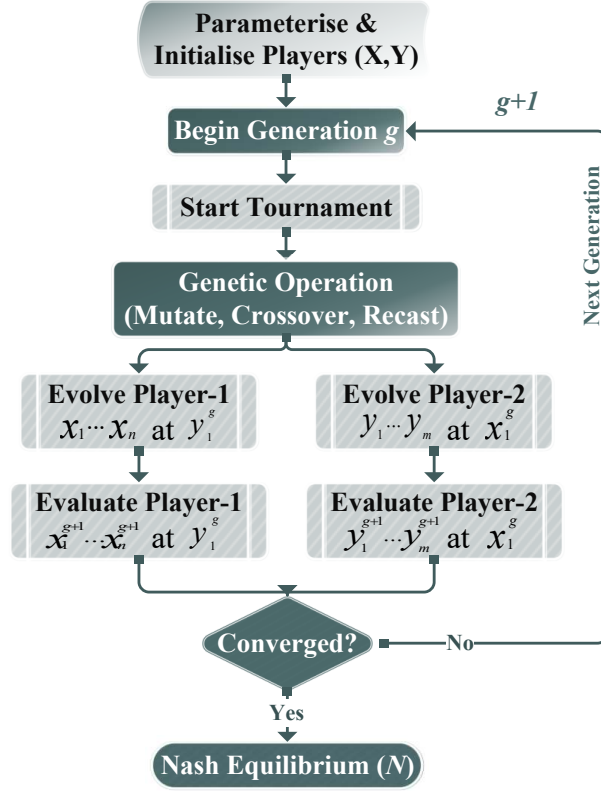 Parameterise &
Initialise Players (X,Y)
g+1
Begin Generation g
Start Tournament
Next Generation
Genetic Operation
(Mutate, Crossover, Recast)
Evolve Player-1
x₁ ... xₙ at y₁ᵍ
Evolve Player-2
y₁ ... yₘ at x₁ᵍ
Evaluate Player-1
x₁ᵍ⁺¹ ... xₙᵍ⁺¹ at y₁ᵍ
Evaluate Player-2
y₁ᵍ⁺¹ ... yₘᵍ⁺¹ at x₁ᵍ
Converged?
No
Yes
Nash Equilibrium (N)